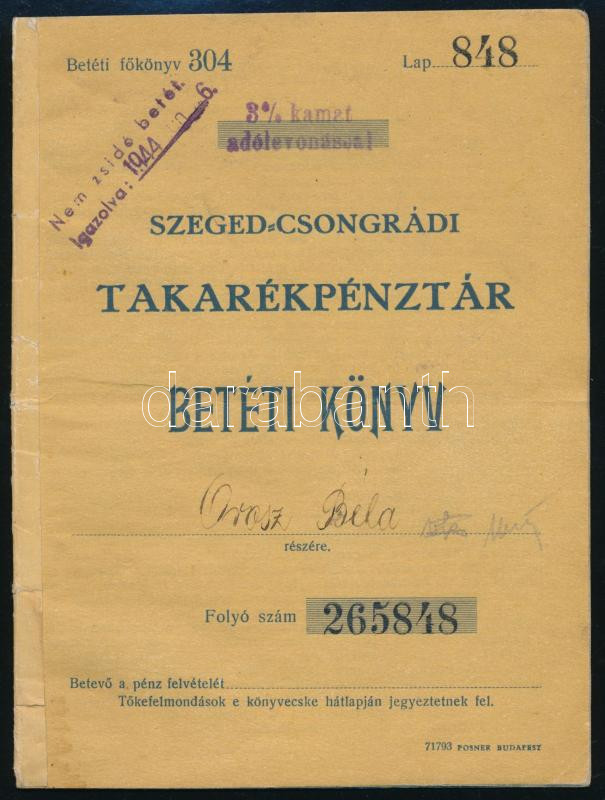 Betéti főkönyv 304 Lap 848
Nem zsidó betét.
Igazolva: 1944
3% kamat
adólevonással
SZEGED-CSONGRÁDI
TAKARÉKPÉNZTÁR
darabanth
BETÉTI KÖNYV
Orosz Béla
részére.
Folyó szám 265848
Betevő a pénz felvételét
Tőkefelmondások e könyvecske hátlapján jegyeztetnek fel.
71793 POSNER BUDAPEST